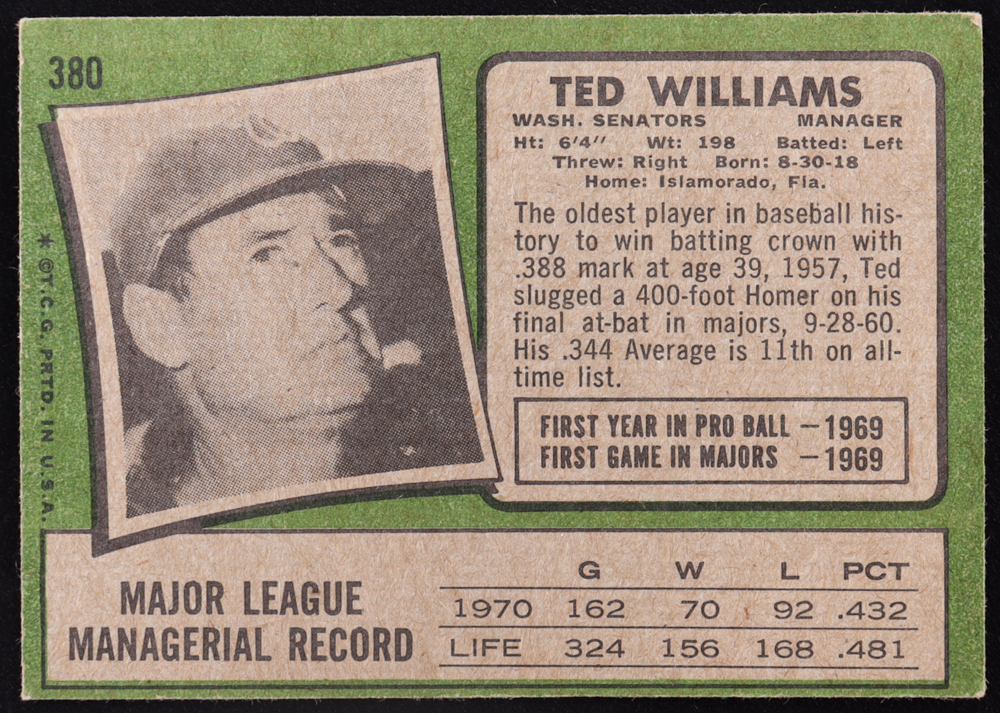 380
TED WILLIAMS
WASH. SENATORS MANAGER
Ht: 6'4" Wt: 198 Batted: Left
Threw: Right Born: 8-30-18
Home: Islamorado, Fla.
The oldest player in baseball his-
tory to win batting crown with
.388 mark at age 39, 1957, Ted
slugged a 400-foot Homer on his
final at-bat in majors, 9-28-60.
His .344 Average is 11th on all-
time list.
FIRST YEAR IN PRO BALL — 1969
FIRST GAME IN MAJORS — 1969
* ©T.C.G. PRTD. IN U.S.A.
MAJOR LEAGUE
MANAGERIAL RECORD
G W L PCT
1970 162 70 92 .432
LIFE 324 156 168 .481